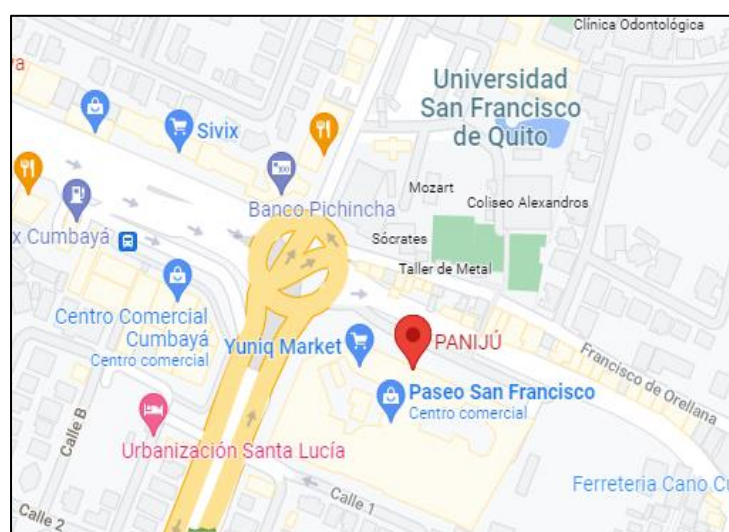 Clínica Odontológica
Universidad
San Francisco
de Quito
Sivix
Banco Pichincha
Mozart
Coliseo Alexandros
x Cumbayá
Sócrates
Taller de Metal
Centro Comercial
Cumbayá
Centro comercial
Yuniq Market
PANIJÚ
Francisco de Orellana
Paseo San Francisco
Centro comercial
Calle B
Urbanización Santa Lucía
Ferreteria Cano Cu
Calle 1
Calle 2